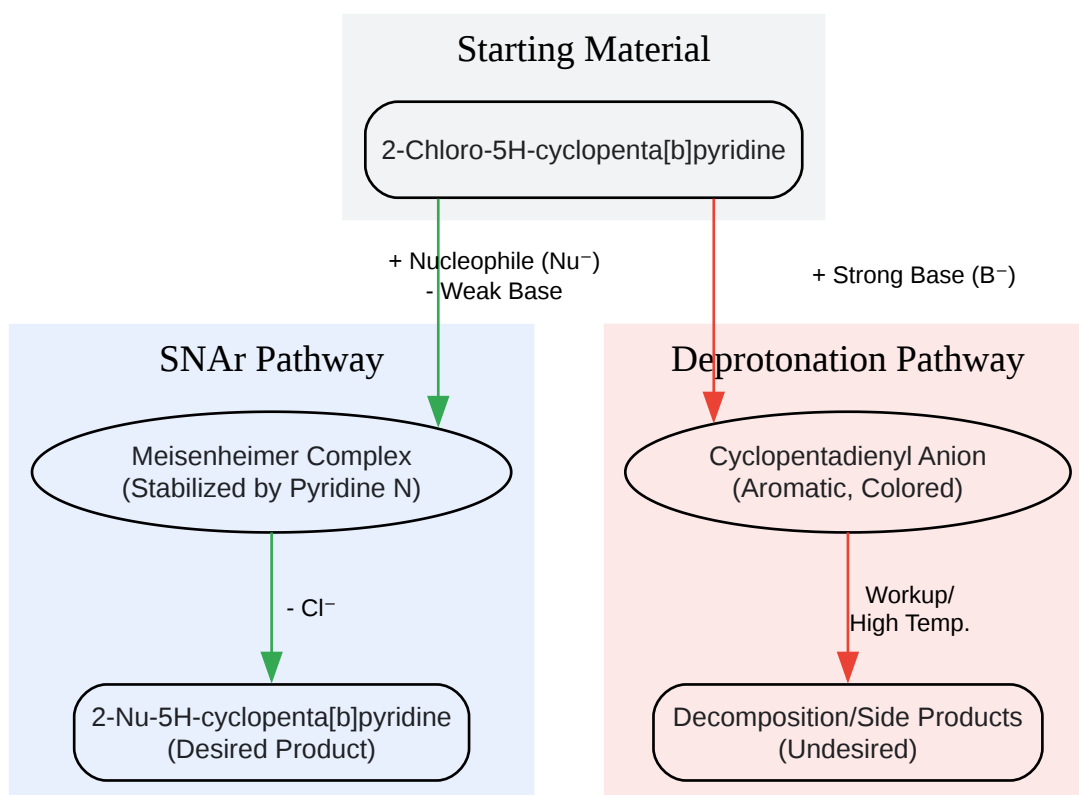 Starting Material
2-Chloro-5H-cyclopenta[b]pyridine
+ Nucleophile (Nu⁻)
- Weak Base
+ Strong Base (B⁻)
SNAr Pathway
Meisenheimer Complex
(Stabilized by Pyridine N)
- Cl⁻
2-Nu-5H-cyclopenta[b]pyridine
(Desired Product)
Deprotonation Pathway
Cyclopentadienyl Anion
(Aromatic, Colored)
Workup/
High Temp.
Decomposition/Side Products
(Undesired)